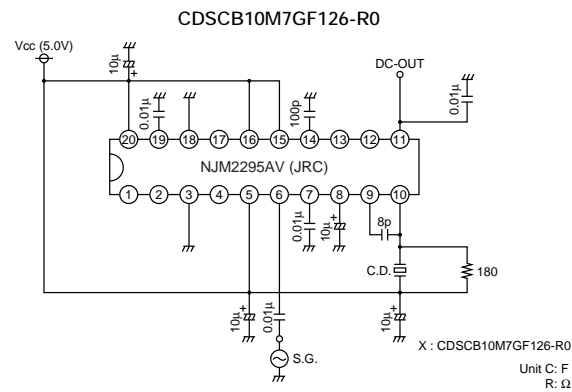 CDSCB10M7GF126-R0
Vcc (5.0V)
10μ
+
0.01μ
100p
DC-OUT
0.01μ
20 19 18 17 16 15 14 13 12 11
NJM2295AV (JRC)
1 2 3 4 5 6 7 8 9 10
0.01μ
10μ
+
8p
C.D.
180
10μ
+
0.01μ
10μ
+
S.G.
X : CDSCB10M7GF126-R0
Unit C: F
R: Ω